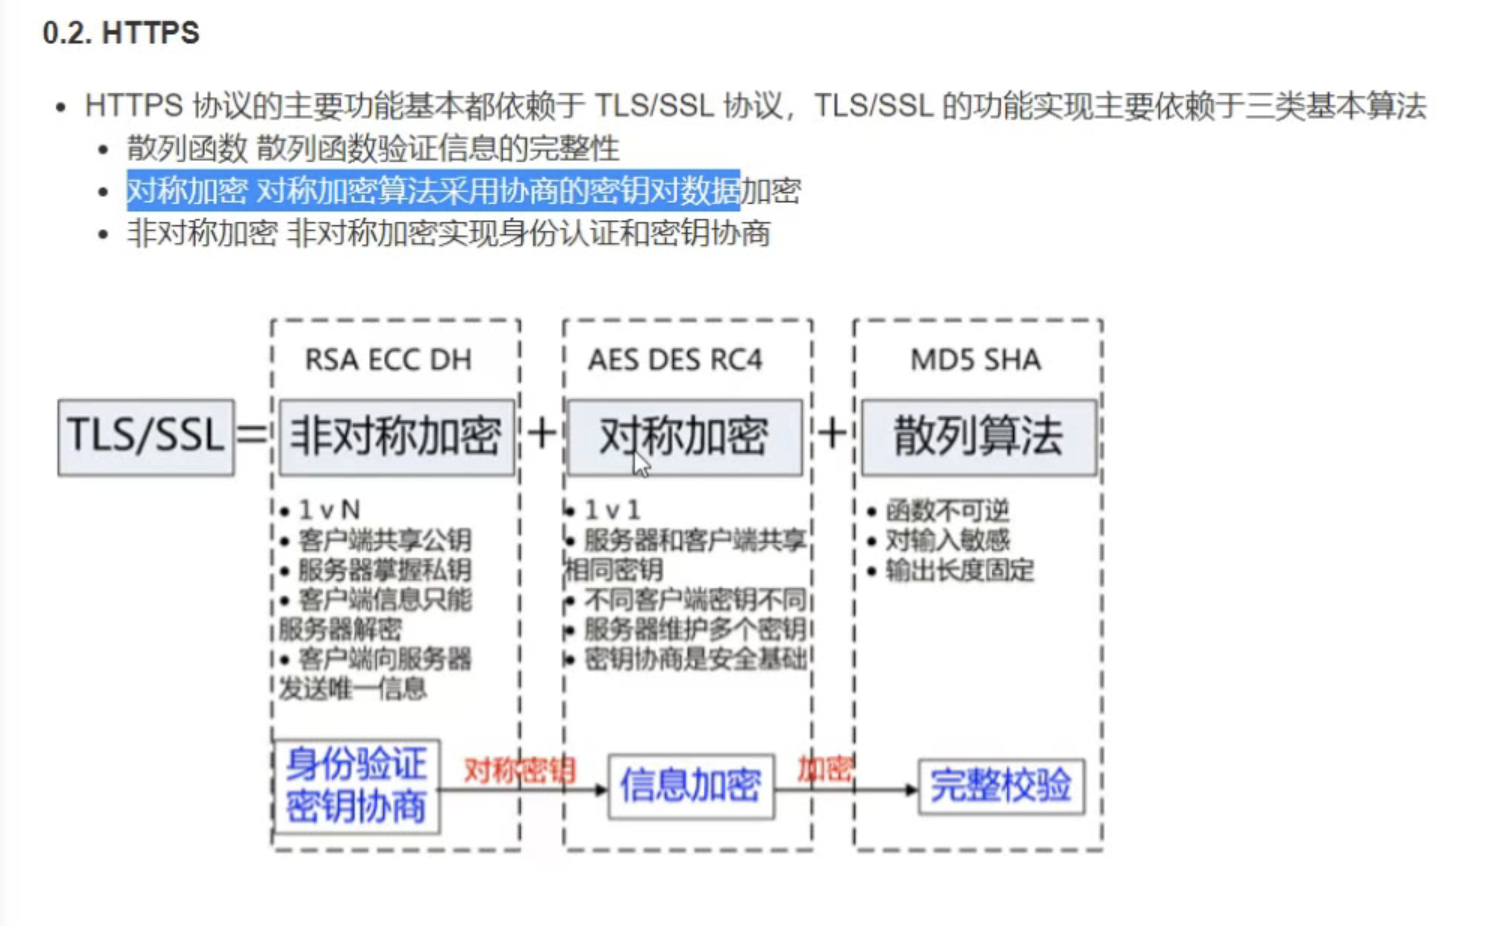 0.2. HTTPS
• HTTPS 协议的主要功能基本都依赖于 TLS/SSL 协议，TLS/SSL 的功能实现主要依赖于三类基本算法
• 散列函数 散列函数验证信息的完整性
• 对称加密 对称加密算法采用协商的密钥对数据加密
• 非对称加密 非对称加密实现身份认证和密钥协商
TLS/SSL
=
RSA ECC DH
非对称加密
• 1 v N
• 客户端共享公钥
• 服务器掌握私钥
• 客户端信息只能
服务器解密
• 客户端向服务器
发送唯一信息
+
AES DES RC4
对称加密
• 1 v 1
• 服务器和客户端共享
相同密钥
• 不同客户端密钥不同
• 服务器维护多个密钥
• 密钥协商是安全基础
+
MD5 SHA
散列算法
• 函数不可逆
• 对输入敏感
• 输出长度固定
身份验证
密钥协商
对称密钥
信息加密
加密
完整校验